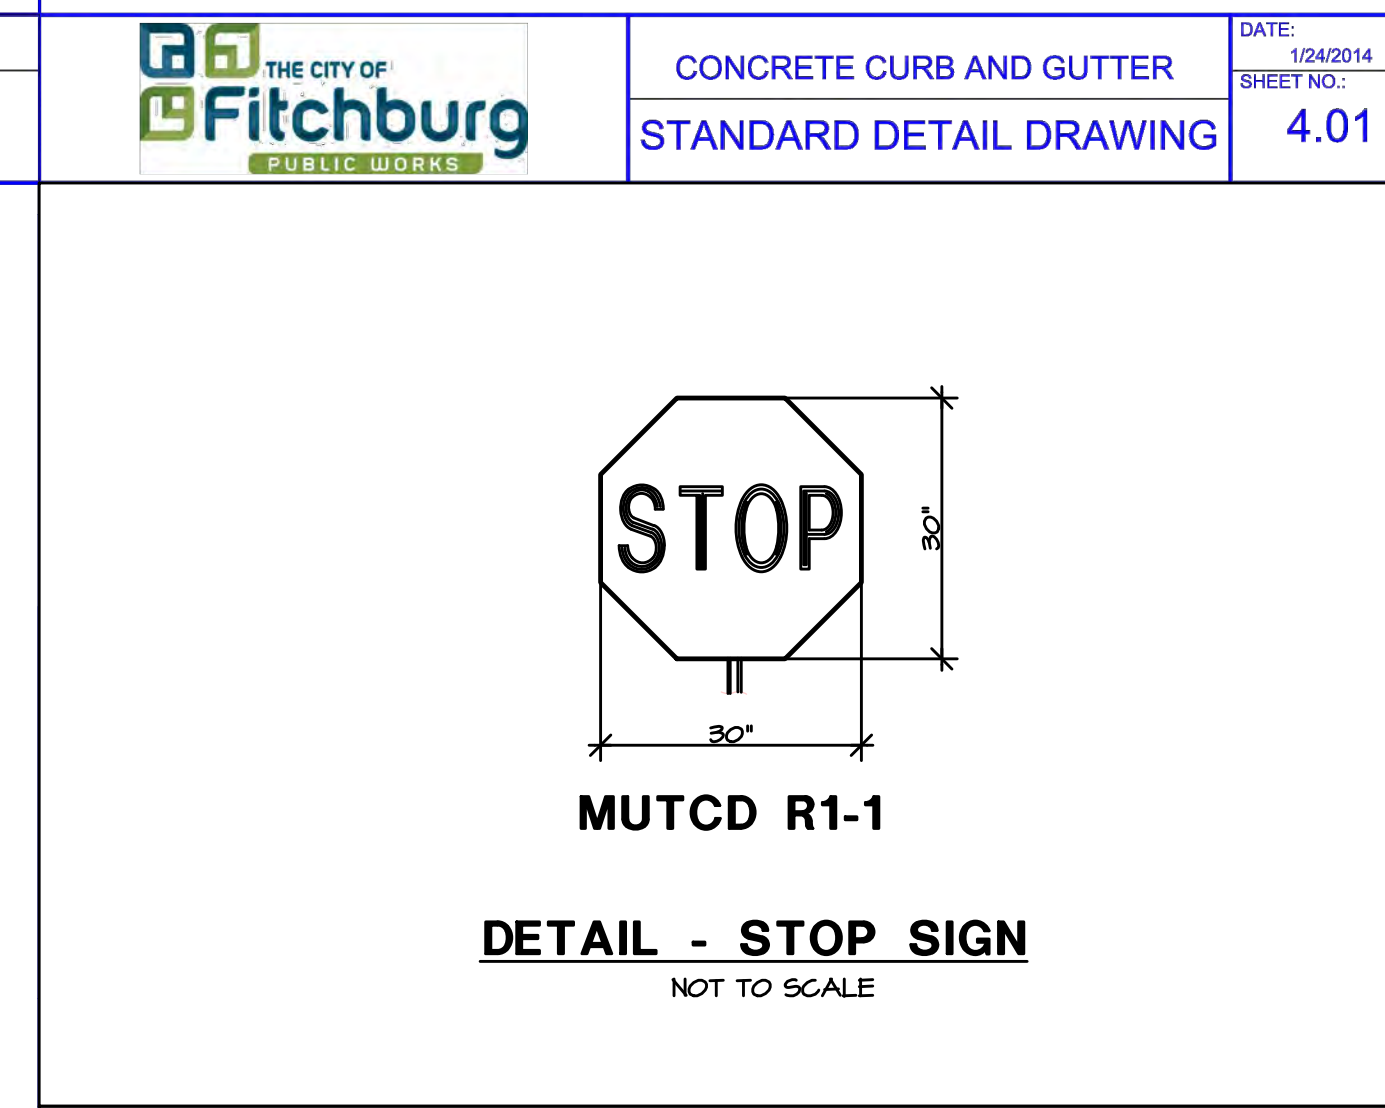 THE CITY OF
Fitchburg
PUBLIC WORKS
CONCRETE CURB AND GUTTER
STANDARD DETAIL DRAWING
DATE:
1/24/2014
SHEET NO.:
4.01
STOP
30"
30"
MUTCD R1-1
DETAIL - STOP SIGN
NOT TO SCALE